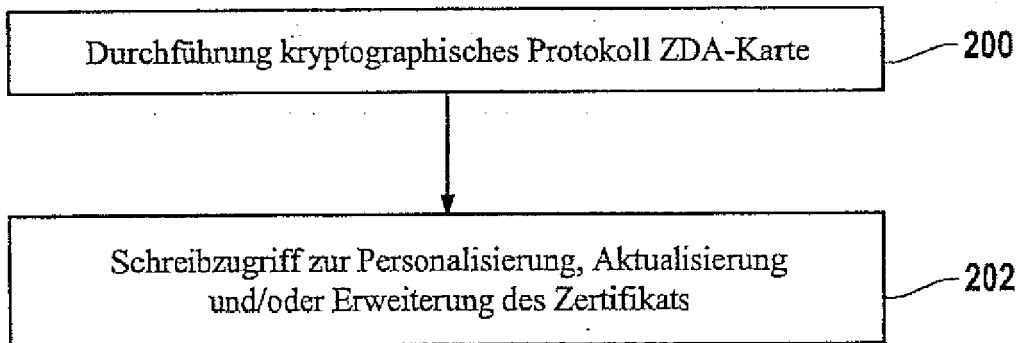 Durchführung kryptographisches Protokoll ZDA-Karte
200
Schreibzugriff zur Personalisierung, Aktualisierung
und/oder Erweiterung des Zertifikats
202